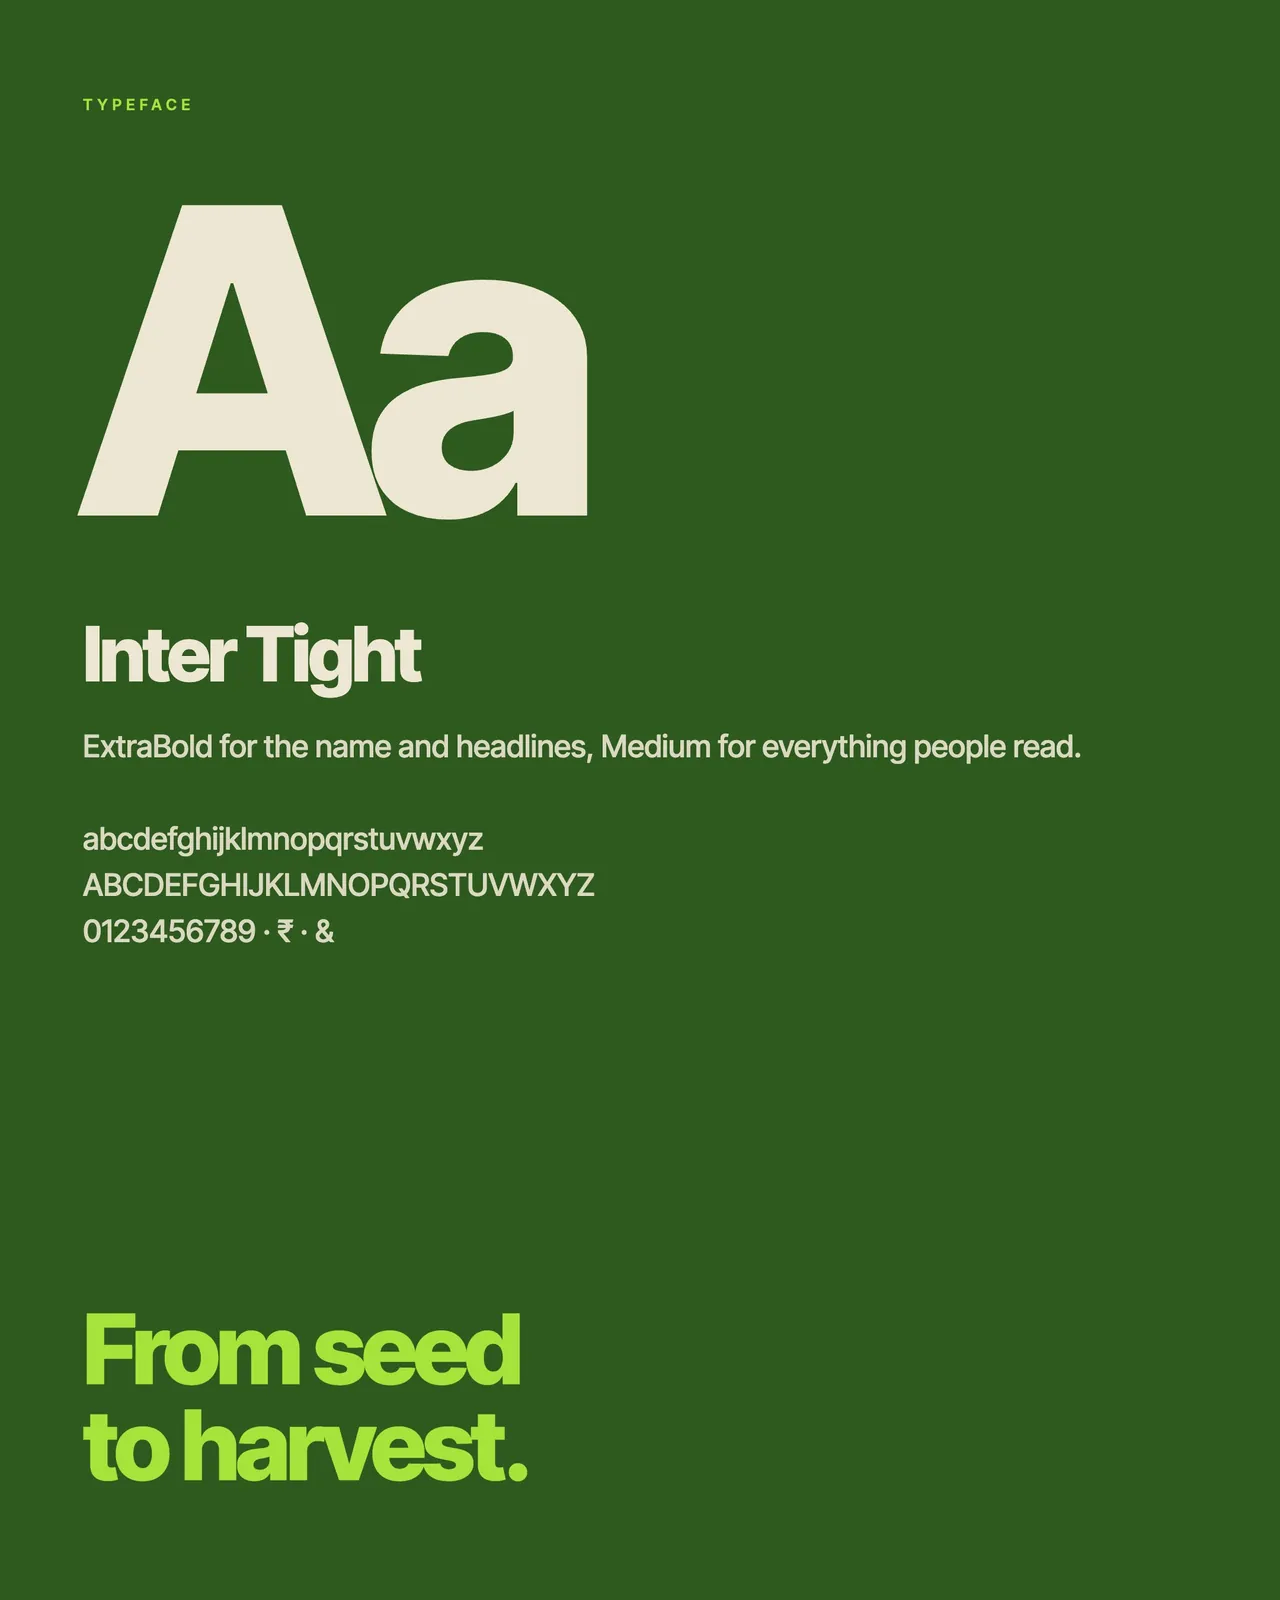 TYPEFACE
Aa
Inter Tight
ExtraBold for the name and headlines, Medium for everything people read.
abcdefghijklmnopqrstuvwxyz
ABCDEFGHIJKLMNOPQRSTUVWXYZ
0123456789 · ₹ · &
From seed
to harvest.